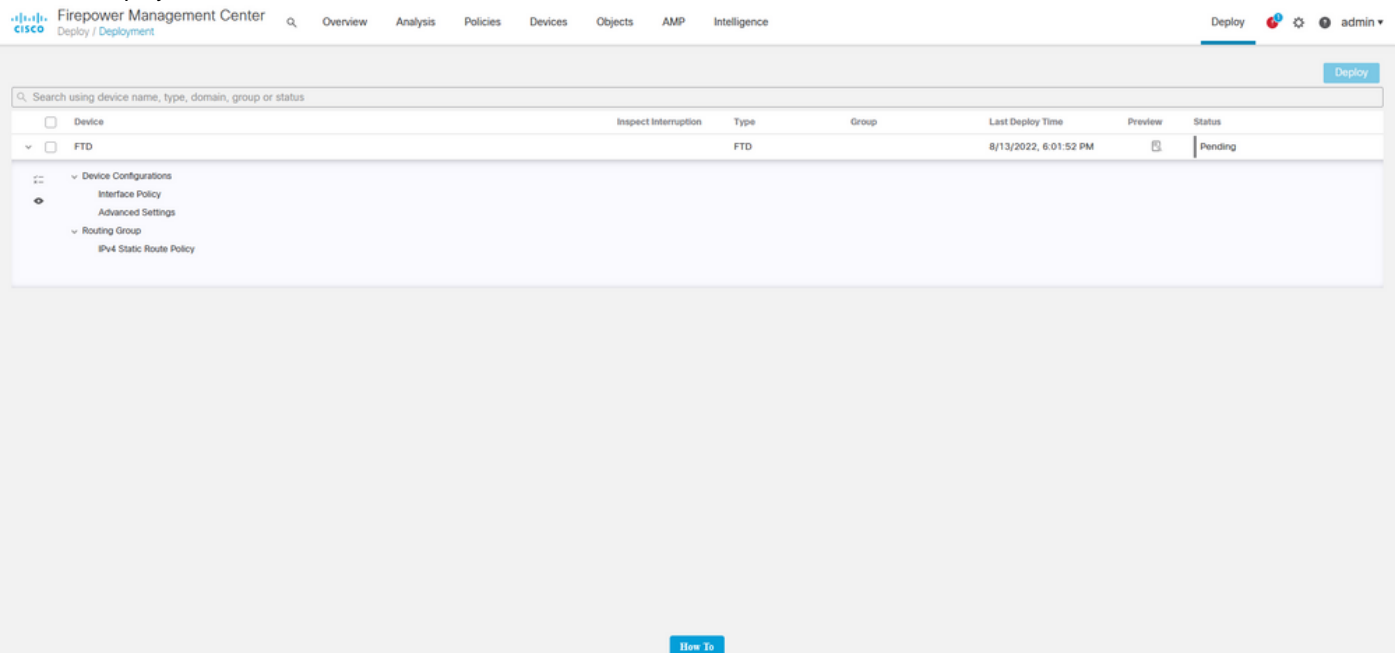 Firepower Management Center
CISCO Deploy / Deployment
Overview Analysis Policies Devices Objects AMP Intelligence Deploy 1 admin
Deploy
Search using device name, type, domain, group or status
Device Inspect Interruption Type Group Last Deploy Time Preview Status
FTD FTD 8/13/2022, 6:01:52 PM Pending
Device Configurations
Interface Policy
Advanced Settings
Routing Group
IPv4 Static Route Policy
How To